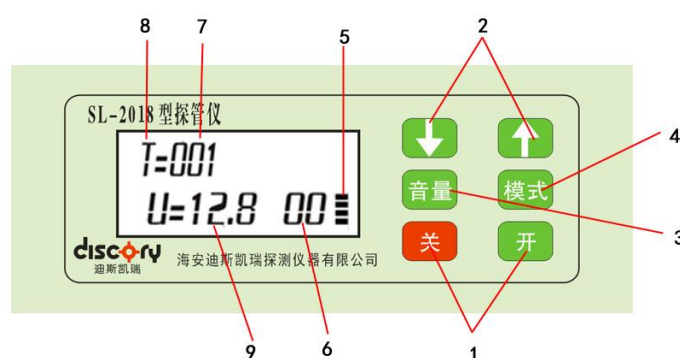 8 7 5 2
SL-2018型探管仪
T=001
4
音量 模式
U=12.8 00
3
关 开
discory
迪斯凯瑞
海安迪斯凯瑞探测仪器有限公司
9 6 1